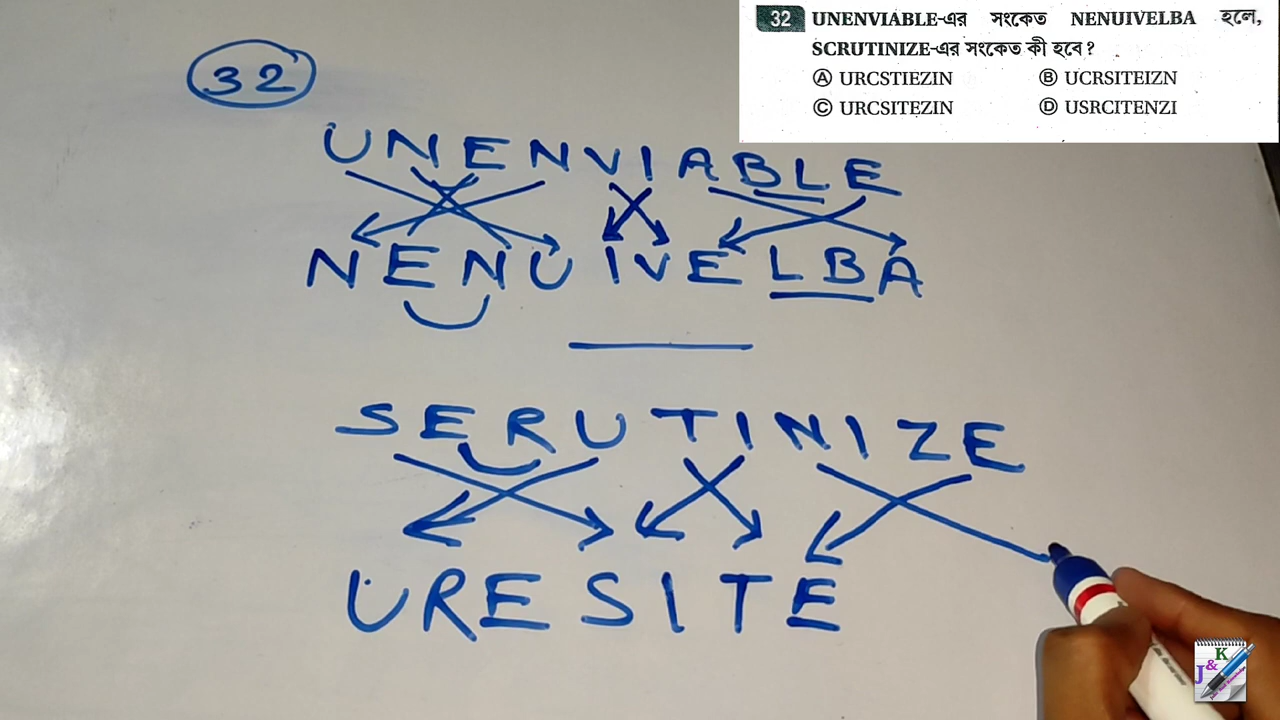 32 UNENVIABLE-এর সংকেত NENUIVELBA হলে,
SCRUTINIZE-এর সংকেত কী হবে?
Ⓐ URCSTIEZIN Ⓑ UCRSITEIZN
Ⓒ URCSITEZIN Ⓓ USRCITENZI
32
UNENVIABLE
NENUIVELBA
SERUTINIZE
URESITE
J&K